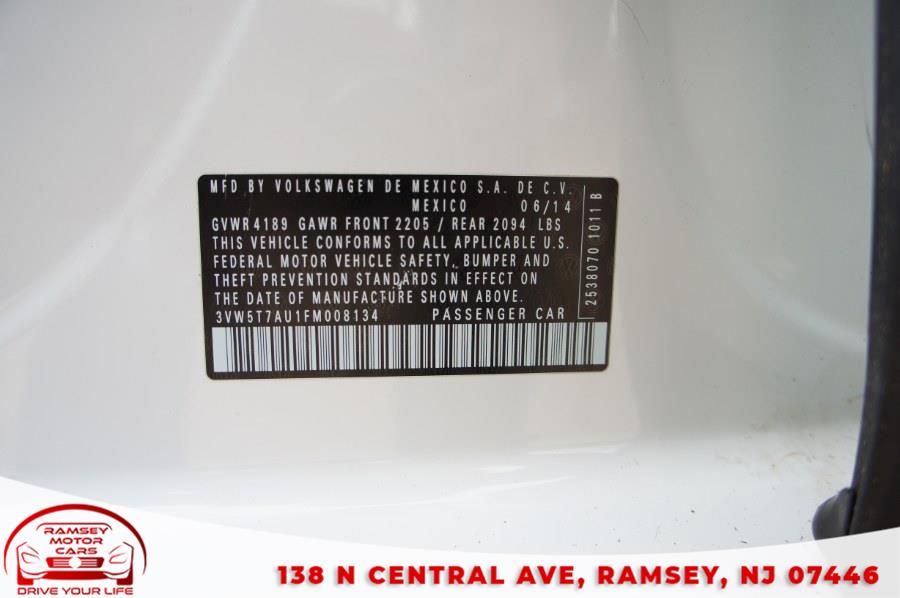 MFD BY VOLKSWAGEN DE MEXICO S.A. DE C.V.
MEXICO 06/14
GVWR 4189 GAWR FRONT 2205 / REAR 2094 LBS
THIS VEHICLE CONFORMS TO ALL APPLICABLE U.S.
FEDERAL MOTOR VEHICLE SAFETY, BUMPER AND
THEFT PREVENTION STANDARDS IN EFFECT ON
THE DATE OF MANUFACTURE SHOWN ABOVE.
3VW5T7AU1FM008134 PASSENGER CAR
2538070 1011 B
RAMSEY
MOTOR
CARS
DRIVE YOUR LIFE
138 N CENTRAL AVE, RAMSEY, NJ 07446